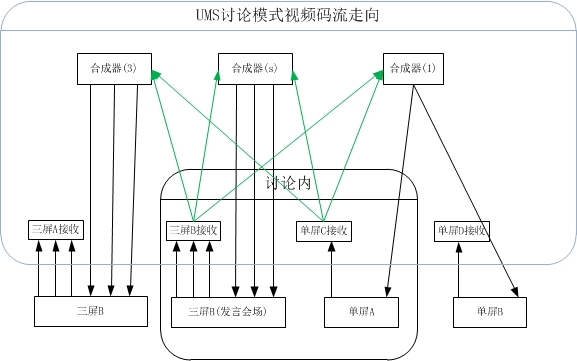 UMS讨论模式视频码流走向
合成器(3)
合成器(s)
合成器(1)
讨论内
三屏A接收
三屏B接收
单屏C接收
单屏D接收
三屏B
三屏B(发言会场)
单屏A
单屏B